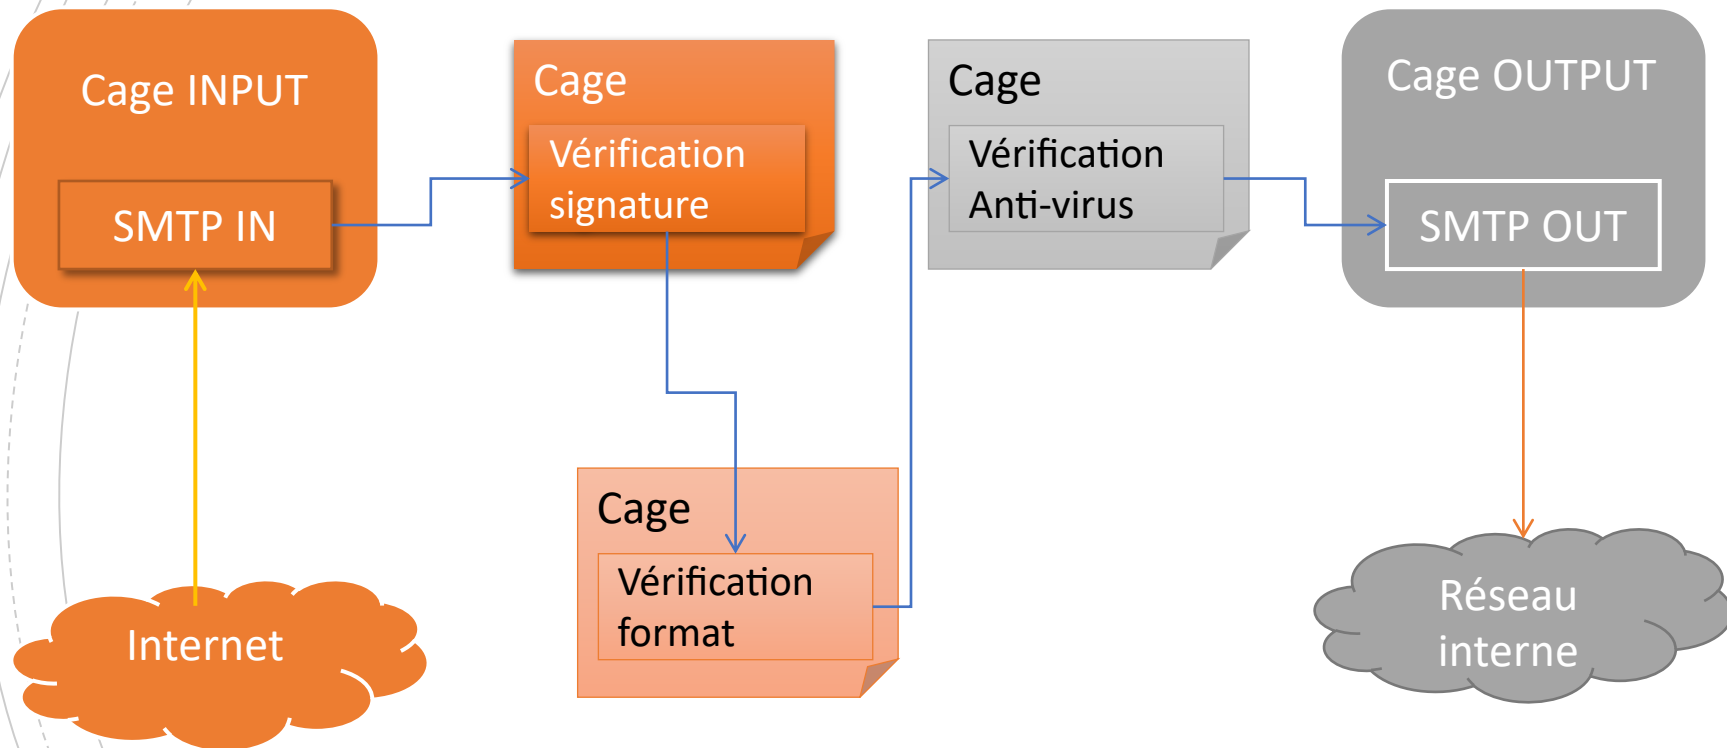 Cage INPUT
SMTP IN
Cage
Vérification
signature
Cage
Vérification
Anti-virus
Cage OUTPUT
SMTP OUT
Cage
Vérification
format
Internet
Réseau
interne